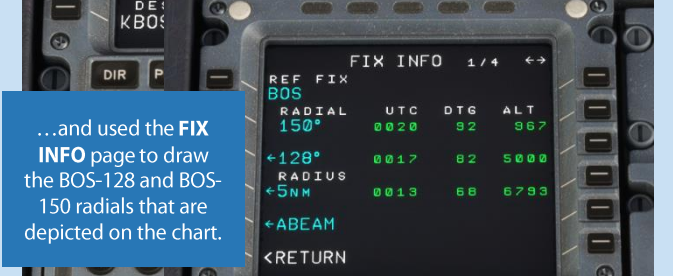 DES
KBOS
DIR
P
…and used the FIX
INFO page to draw
the BOS-128 and BOS-
150 radials that are
depicted on the chart.
FIX INFO 1/4 ←→
REF FIX
BOS
RADIAL UTC DTG ALT
150° 0020 92 967
←128° 0017 82 5000
RADIUS
←5NM 0013 68 6793
←ABEAM
<RETURN